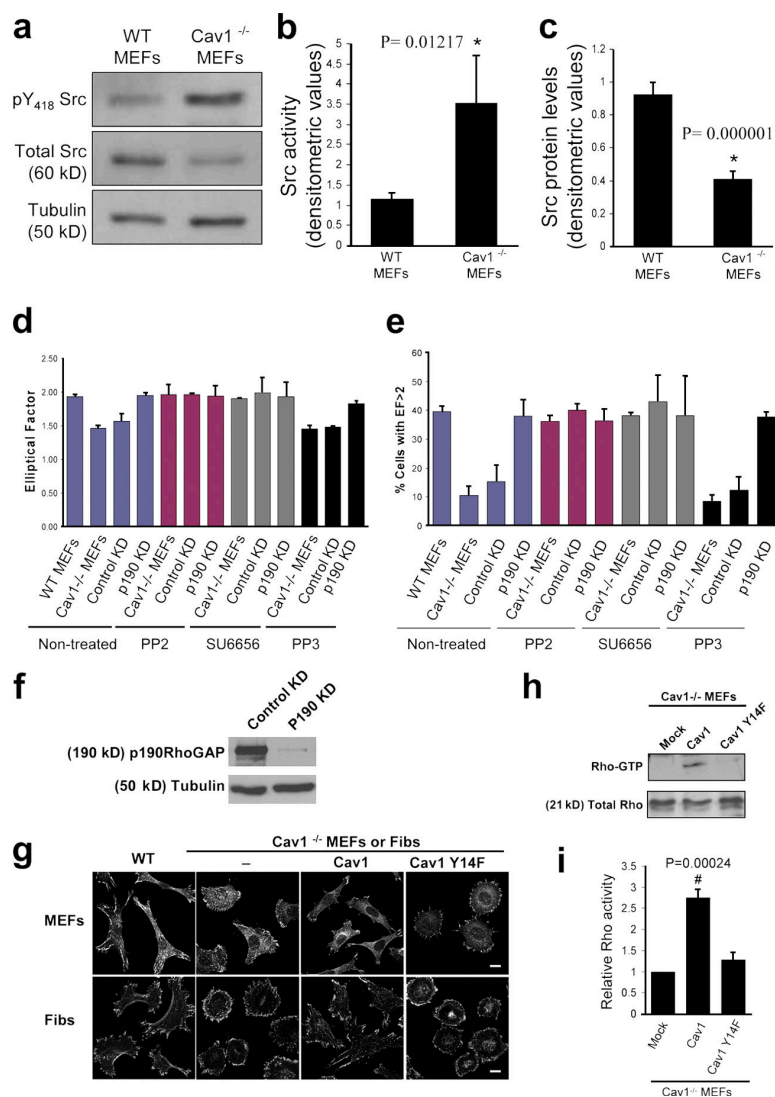 a
WT MEFs
Cav1 -/- MEFs
pY418 Src
Total Src
(60 kD)
Tubulin
(50 kD)
b
P= 0.01217
*
Src activity
(densitometric values)
5
4.5
4
3.5
3
2.5
2
1.5
1
0.5
0
WT MEFs
Cav1 -/- MEFs
c
P= 0.000001
*
Src protein levels
(densitometric values)
1.2
1
0.8
0.6
0.4
0.2
0
WT MEFs
Cav1 -/- MEFs
d
Elliptical Factor
2.50
2.00
1.50
1.00
0.50
0.00
WT MEFs
Cav1-/- MEFs
Control KD
p190 KD
Cav1-/- MEFs
Control KD
p190 KD
Cav1-/- MEFs
Control KD
p190 KD
Cav1-/- MEFs
Control KD
p190 KD
Non-treated
PP2
SU6656
PP3
e
% Cells with EF>2
60
50
40
30
20
10
0
WT MEFs
Cav1-/- MEFs
Control KD
p190 KD
Cav1-/- MEFs
Control KD
p190 KD
Cav1-/- MEFs
Control KD
p190 KD
Cav1-/- MEFs
Control KD
p190 KD
Non-treated
PP2
SU6656
PP3
f
Control KD
P190 KD
(190 kD) p190RhoGAP
(50 kD) Tubulin
g
WT
Cav1 -/- MEFs or Fibs
–
Cav1
Cav1 Y14F
MEFs
Fibs
h
Cav1-/- MEFs
Mock
Cav1
Cav1 Y14F
Rho-GTP
(21 kD) Total Rho
i
P=0.00024
#
Relative Rho activity
3.5
3
2.5
2
1.5
1
0.5
0
Mock
Cav1
Cav1 Y14F
Cav1-/- MEFs